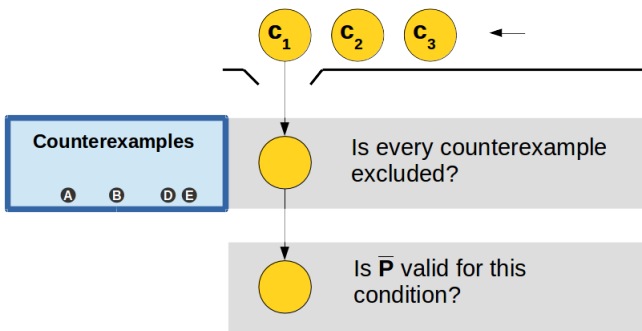 c₁ c₂ c₃
Counterexamples
A B D E
Is every counterexample
excluded?
Is P̅ valid for this
condition?